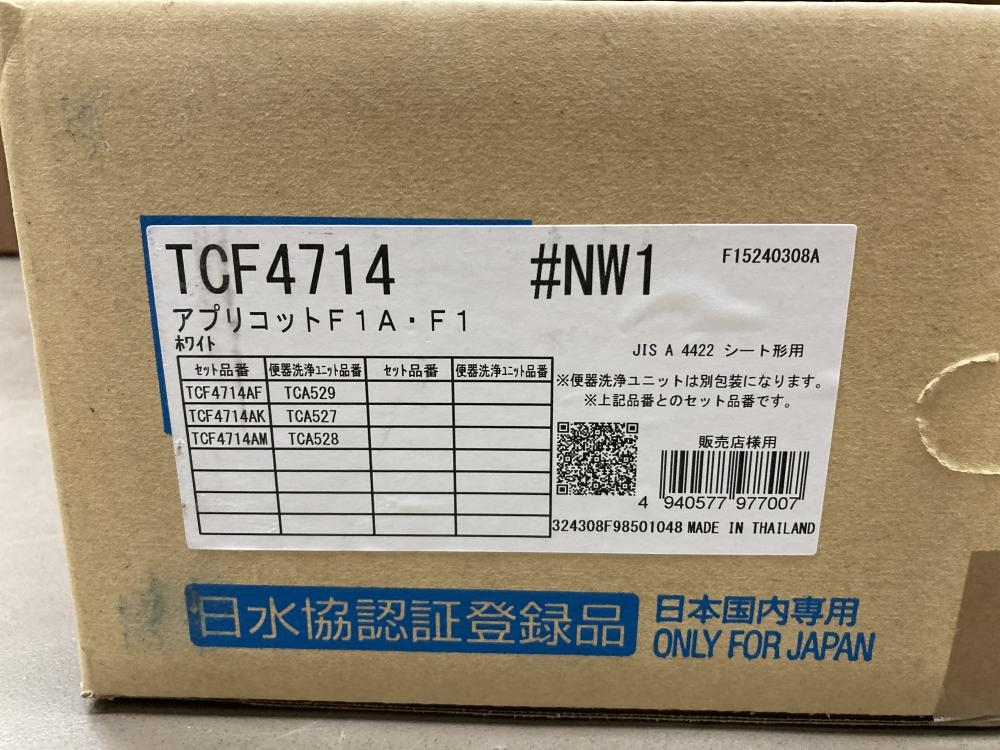 TCF4714 #NW1 F15240308A
アプリコットF1A・F1
ホワイト
JIS A 4422 シート形用
セット品番 便器洗浄ユニット品番 セット品番 便器洗浄ユニット品番
TCF4714AF TCA529
TCF4714AK TCA527
TCF4714AM TCA528
※便器洗浄ユニットは別包装になります。
※上記品番とのセット品番です。
販売店様用
4 940577 977007
324308F98501048 MADE IN THAILAND
日水協認証登録品
日本国内専用
ONLY FOR JAPAN